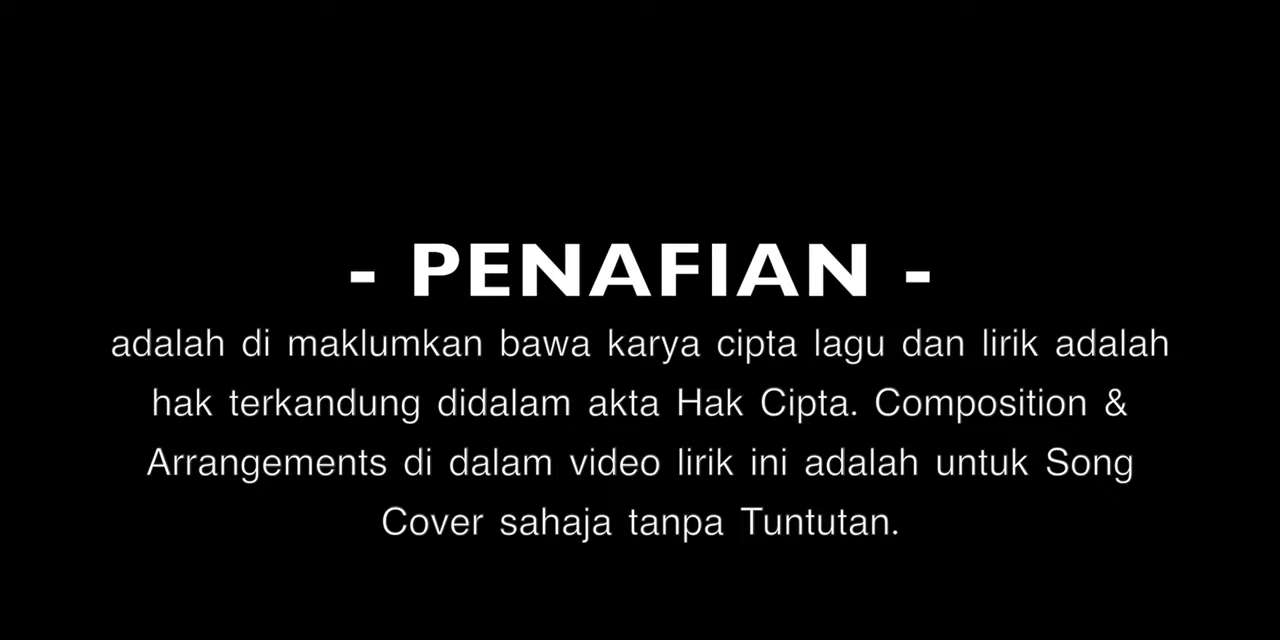 - PENAFIAN -
adalah di maklumkan bawa karya cipta lagu dan lirik adalah
hak terkandung didalam akta Hak Cipta. Composition &
Arrangements di dalam video lirik ini adalah untuk Song
Cover sahaja tanpa Tuntutan.